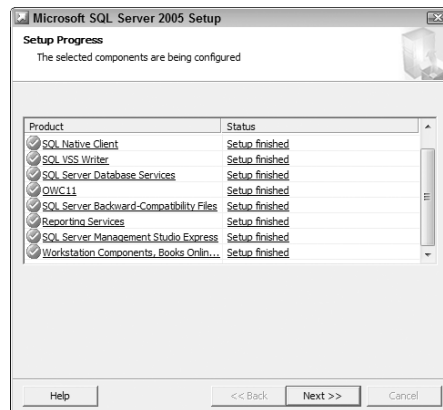 Microsoft SQL Server 2005 Setup
Setup Progress
The selected components are being configured
Product Status
SQL Native Client Setup finished
SQL VSS Writer Setup finished
SQL Server Database Services Setup finished
OWC11 Setup finished
SQL Server Backward-Compatibility Files Setup finished
Reporting Services Setup finished
SQL Server Management Studio Express Setup finished
Workstation Components, Books Onlin... Setup finished
Help << Back Next >> Cancel